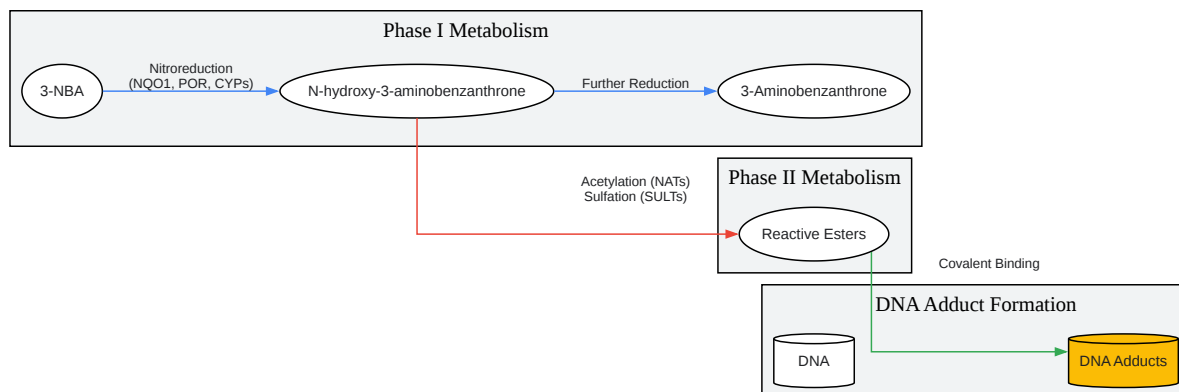 Phase I Metabolism
3-NBA
Nitroreduction
(NQO1, POR, CYPs)
N-hydroxy-3-aminobenzanthrone
Further Reduction
3-Aminobenzanthrone
Acetylation (NATs)
Sulfation (SULTs)
Phase II Metabolism
Reactive Esters
Covalent Binding
DNA Adduct Formation
DNA
DNA Adducts